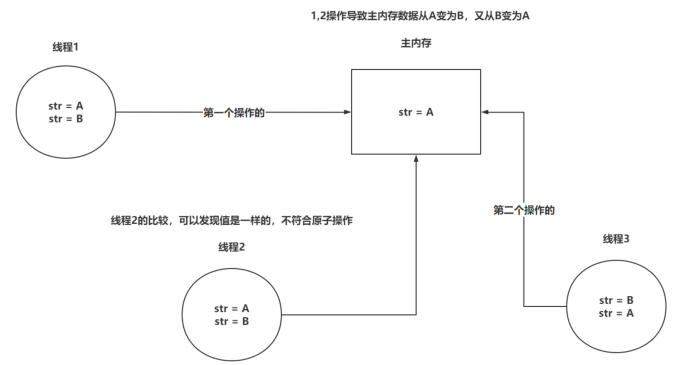 1,2操作导致主内存数据从A变为B，又从B变为A
线程1
主内存
str = A
str = B
第一个操作的
str = A
线程2的比较，可以发现值是一样的，不符合原子操作
第二个操作的
线程2
线程3
str = A
str = B
str = B
str = A